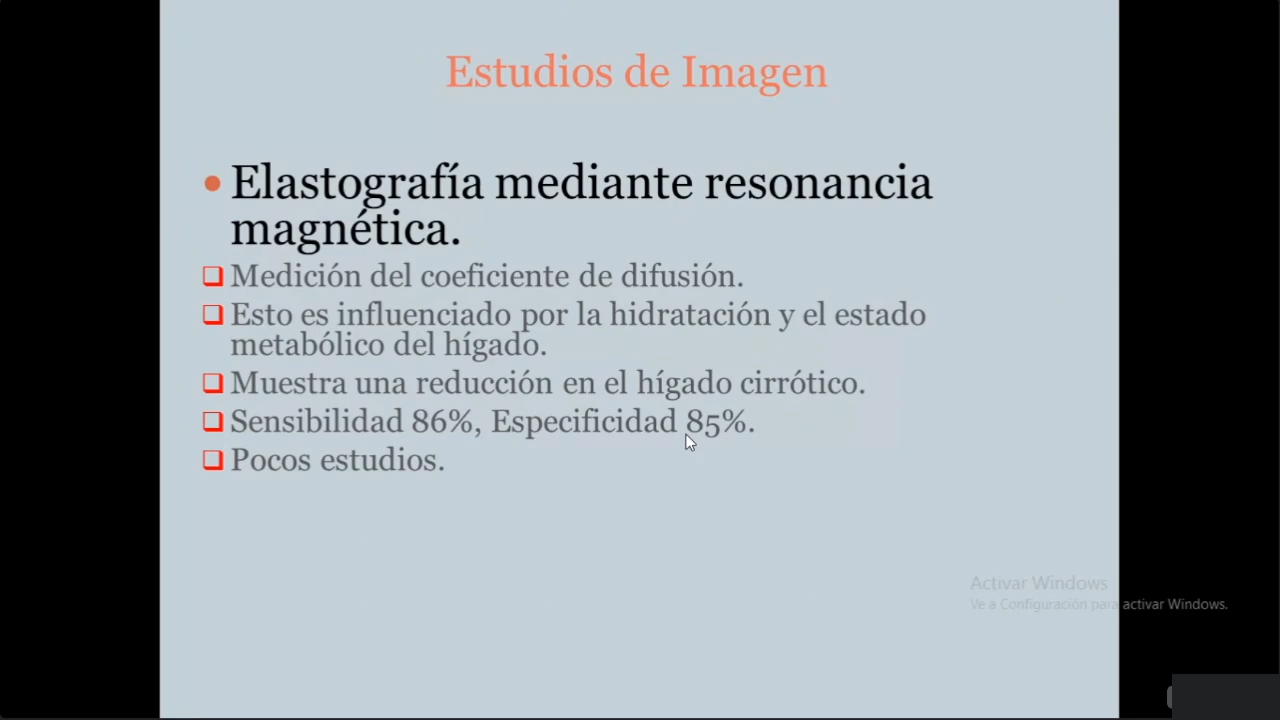 Estudios de Imagen
Elastografía mediante resonancia
magnética.
Medición del coeficiente de difusión.
Esto es influenciado por la hidratación y el estado
metabólico del hígado.
Muestra una reducción en el hígado cirrótico.
Sensibilidad 86%, Especificidad 85%.
Pocos estudios.
Activar Windows
Ve a Configuración para activar Windows.